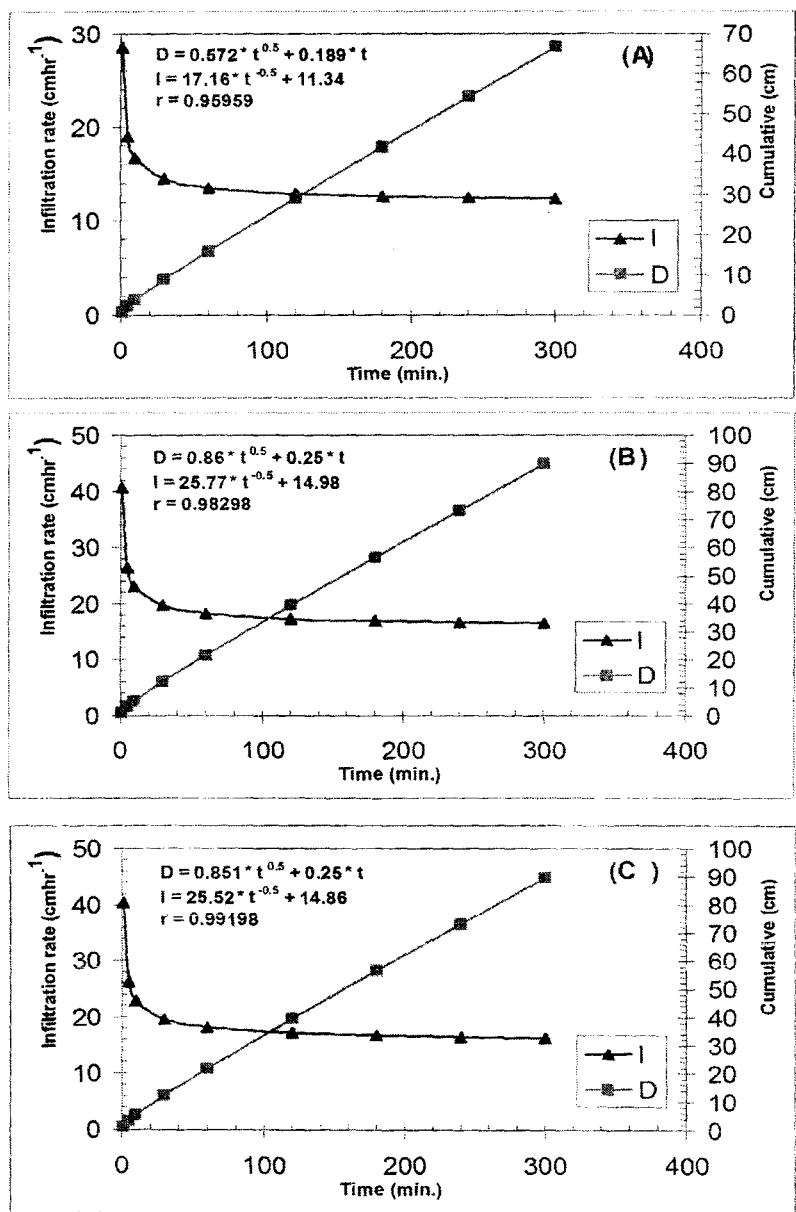 (A)
D = 0.572* t^0.5 + 0.189* t
I = 17.16* t^-0.5 + 11.34
r = 0.95959
Infiltration rate (cmhr^-1)
30
20
10
0
Cumulative (cm)
70
60
50
40
30
20
10
0
I
D
0 100 200 300 400
Time (min.)
(B)
D = 0.86* t^0.5 + 0.25* t
I = 25.77* t^-0.5 + 14.98
r = 0.98298
Infiltration rate (cmhr^-1)
50
40
30
20
10
0
Cumulative (cm)
100
90
80
70
60
50
40
30
20
10
0
I
D
0 100 200 300 400
Time (min.)
(C )
D = 0.851* t^0.5 + 0.25* t
I = 25.52* t^-0.5 + 14.86
r = 0.99198
Infiltration rate (cmhr^-1)
50
40
30
20
10
0
Cumulative (cm)
100
90
80
70
60
50
40
30
20
10
0
I
D
0 100 200 300 400
Time (min.)